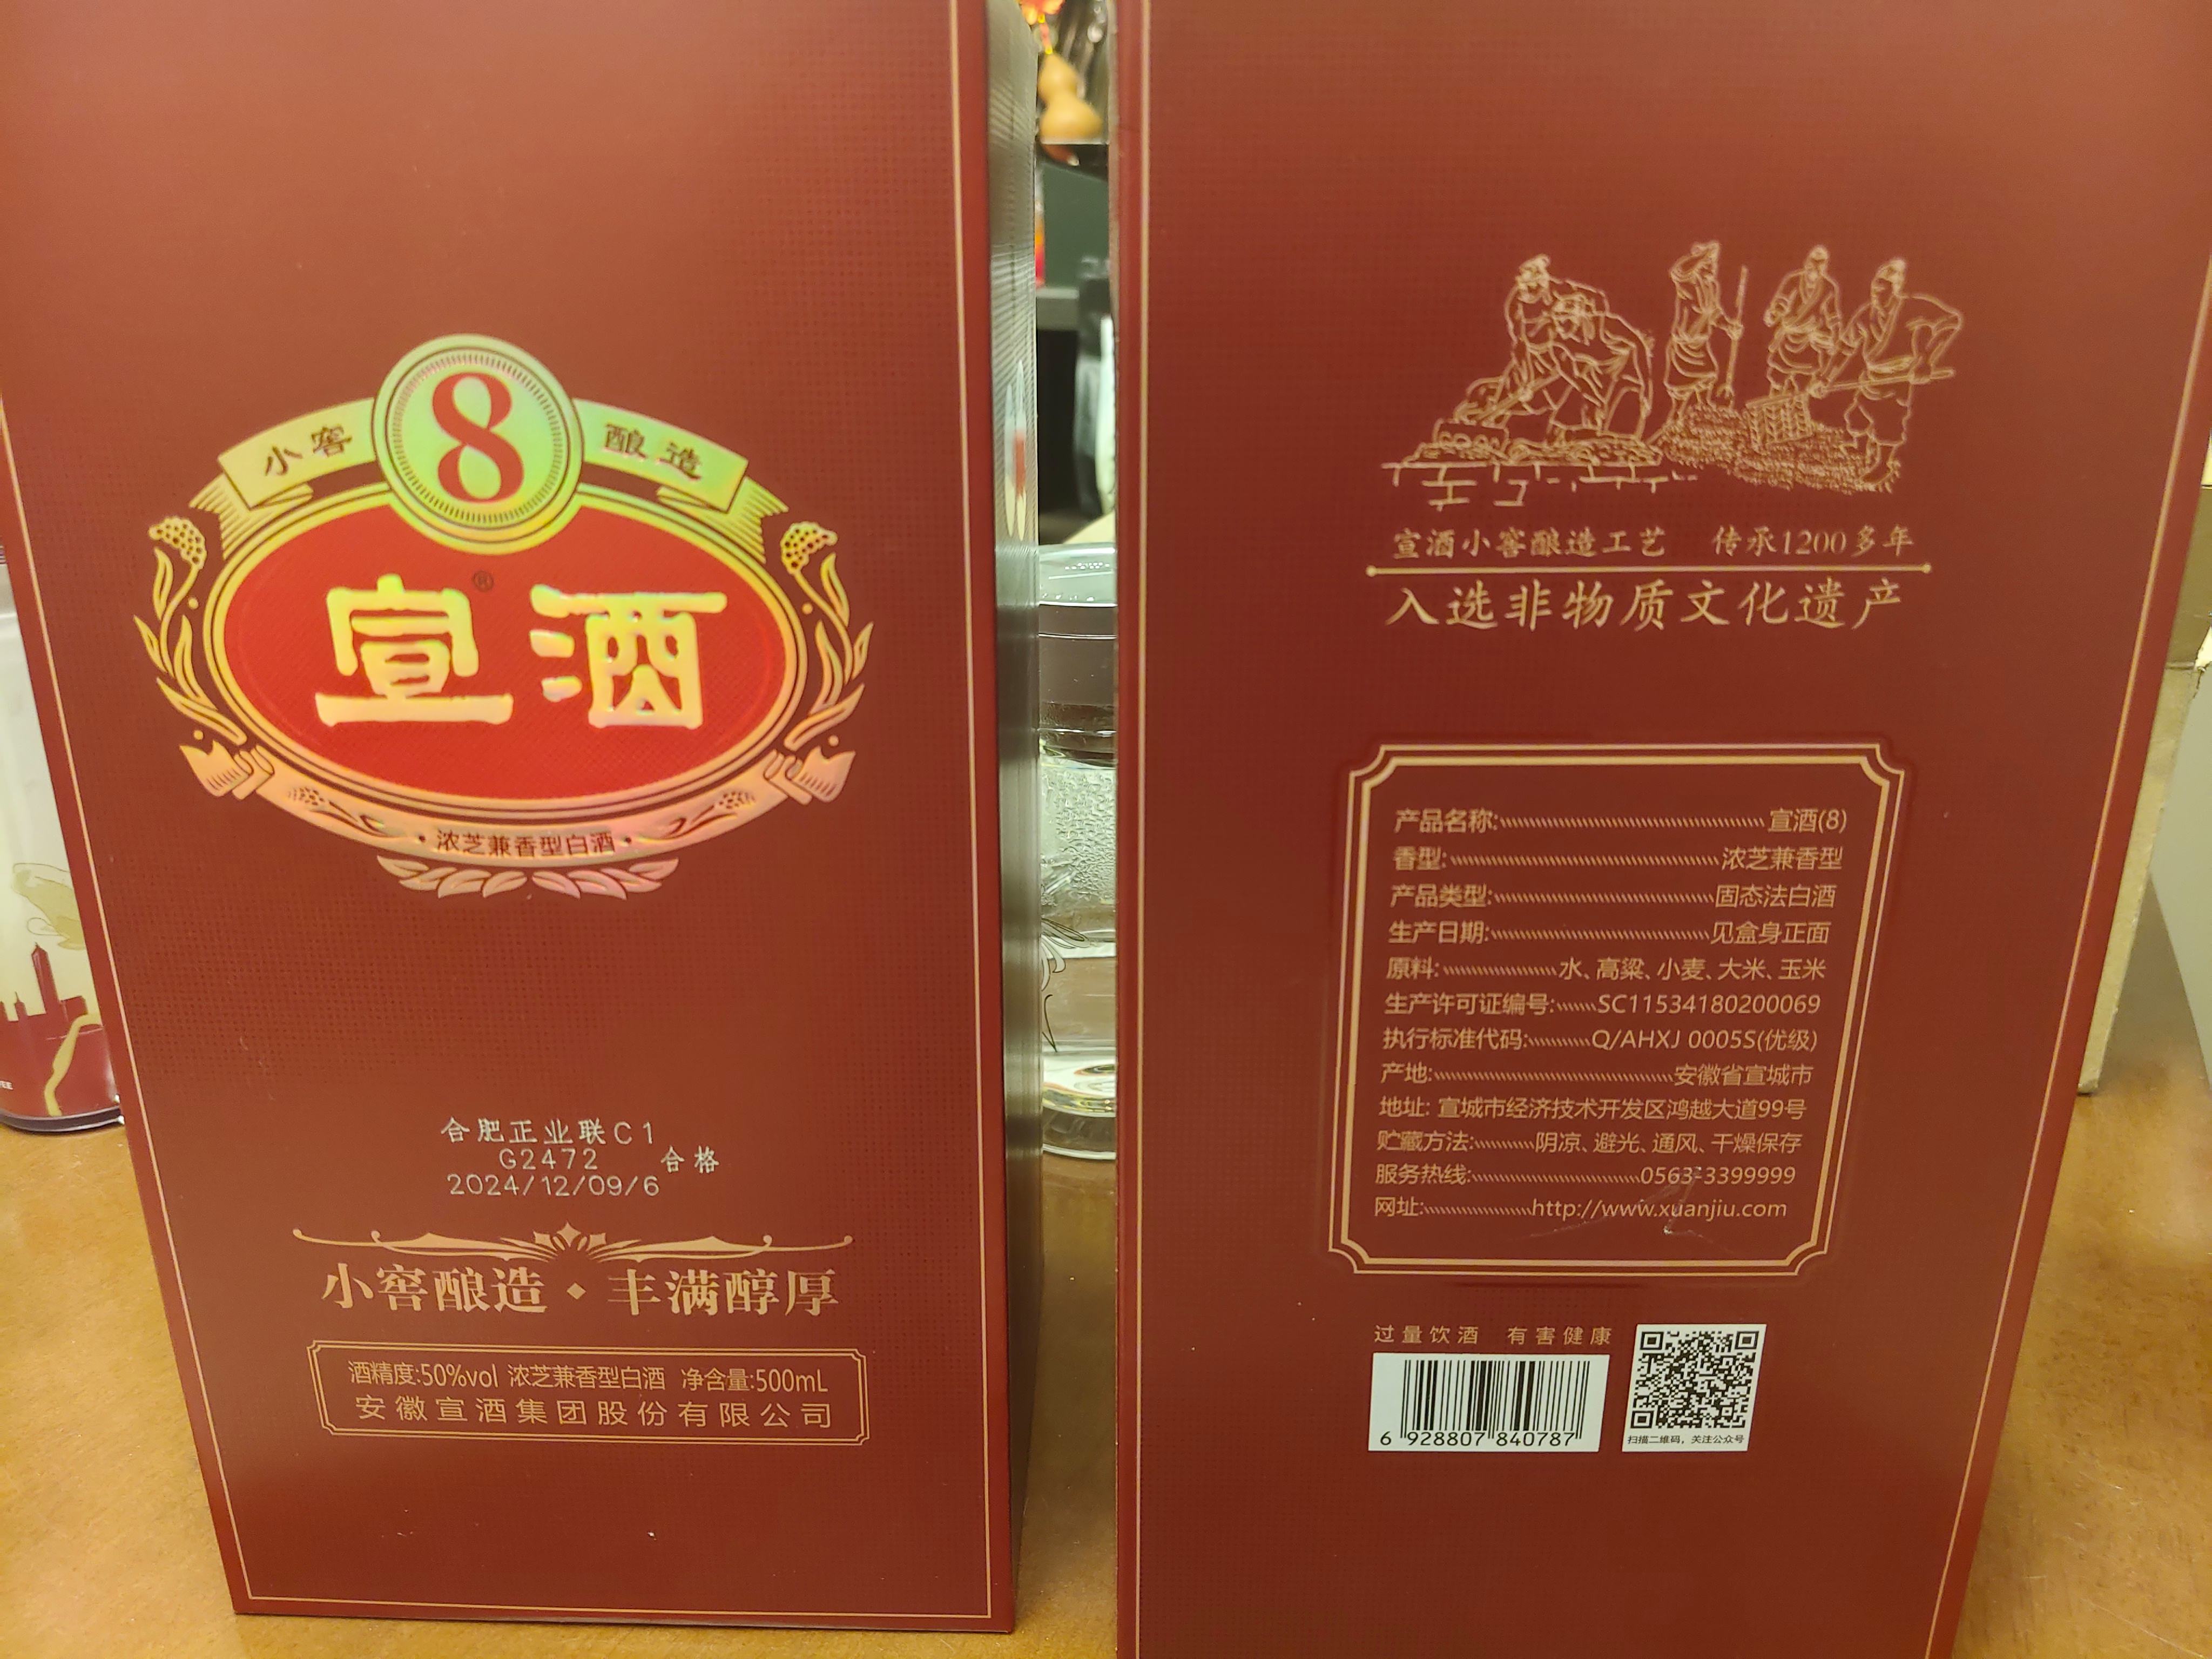 8
小窖 酿造
宣酒®
·浓芝兼香型白酒·
合肥正业联C1
G2472 合格
2024/12/09/6
小窖酿造·丰满醇厚
酒精度:50%vol 浓芝兼香型白酒 净含量:500mL
安徽宣酒集团股份有限公司
宣酒小窖酿造工艺 传承1200多年
入选非物质文化遗产
产品名称:宣酒(8)
香型:浓芝兼香型
产品类型:固态法白酒
生产日期:见盒身正面
原料:水、高粱、小麦、大米、玉米
生产许可证编号:SC11534180200069
执行标准代码:Q/AHXJ 0005S(优级)
产地:安徽省宣城市
地址: 宣城市经济技术开发区鸿越大道99号
贮藏方法:阴凉、避光、通风、干燥保存
服务热线:0563-3399999
网址:http://www.xuanjiu.com
过量饮酒 有害健康
6 928807 840787
扫描二维码，关注公众号